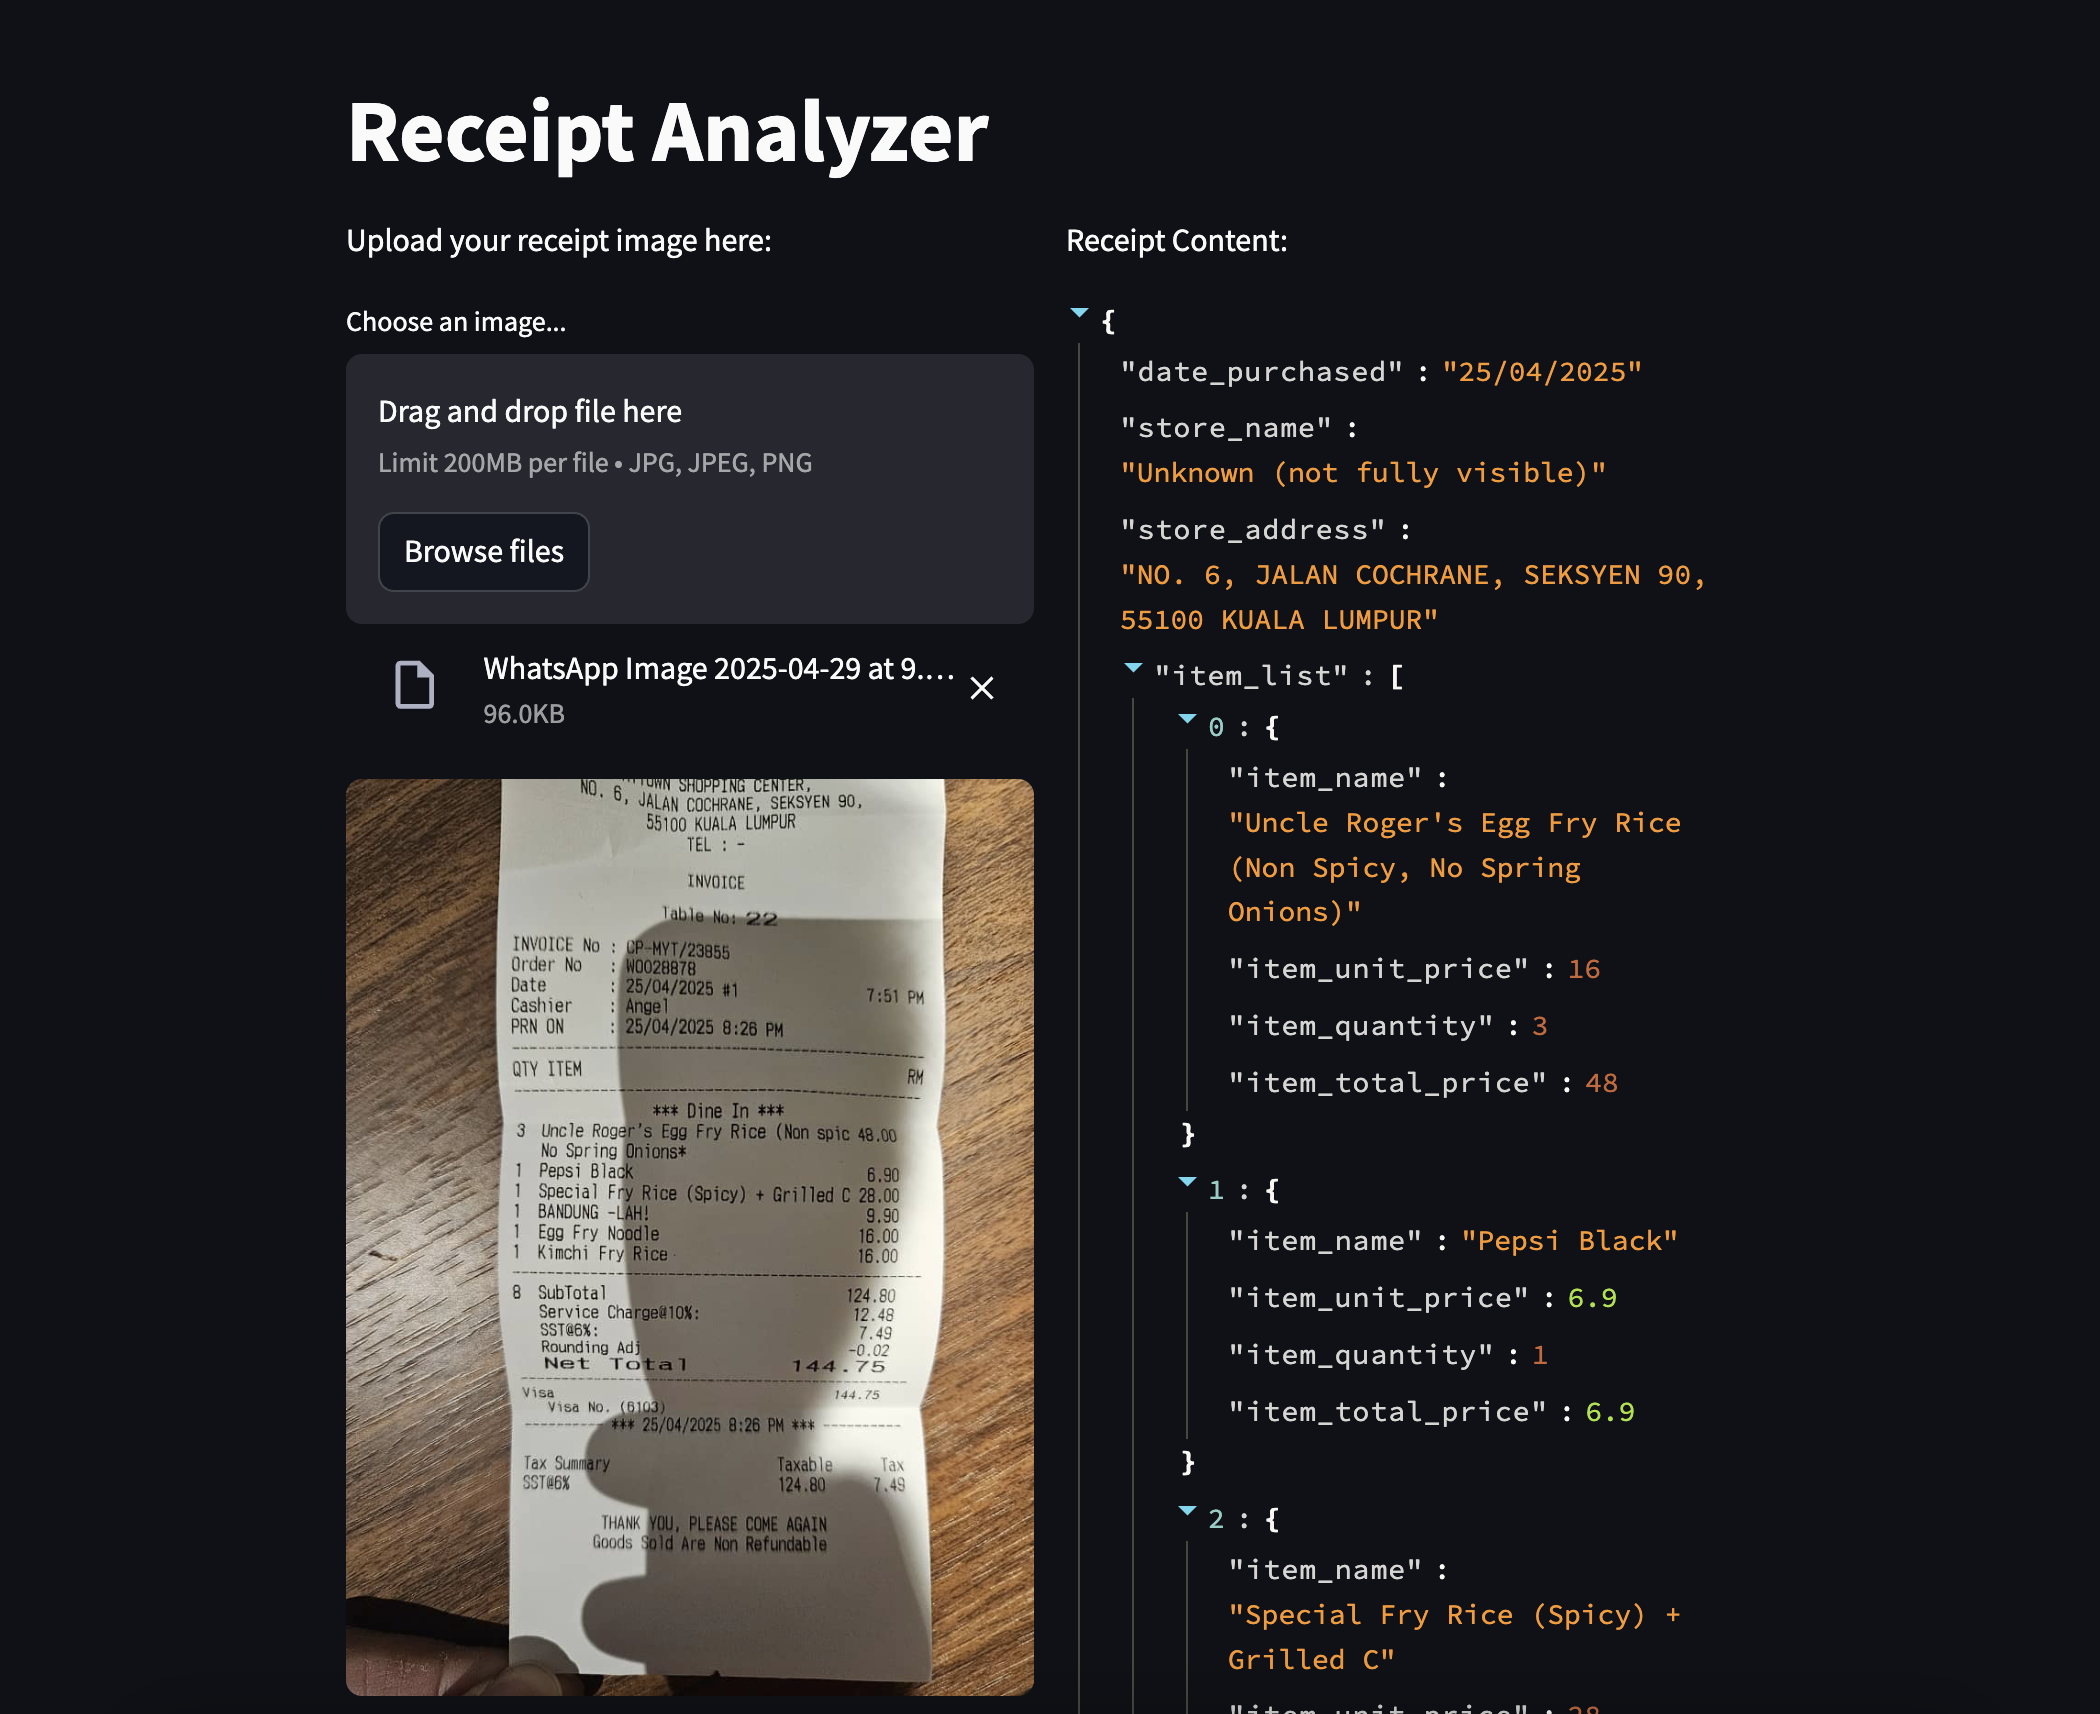 Receipt Analyzer
Upload your receipt image here:
Choose an image...
Drag and drop file here
Limit 200MB per file • JPG, JPEG, PNG
Browse files
WhatsApp Image 2025-04-29 at 9....
96.0KB
SHOPPING CENTER,
NO. 6, JALAN COCHRANE, SEKSYEN 90,
55100 KUALA LUMPUR
TEL : -
INVOICE
Table No: 22
INVOICE No : CP-MYT/23855
Order No : WO028878
Date : 25/04/2025 #1 7:51 PM
Cashier : Angel
PRN ON : 25/04/2025 8:26 PM
QTY ITEM RM
*** Dine In ***
3 Uncle Roger's Egg Fry Rice (Non spic 48.00
No Spring Onions*
1 Pepsi Black 6.90
1 Special Fry Rice (Spicy) + Grilled C 28.00
1 BANDUNG -LAH! 9.90
1 Egg Fry Noodle 16.00
1 Kimchi Fry Rice 16.00
8 SubTotal 124.80
Service Charge@10%: 12.48
SST@6%: 7.49
Rounding Adj -0.02
Net Total 144.75
Visa 144.75
Visa No. (6103)
*** 25/04/2025 8:26 PM ***
Tax Summary Taxable Tax
SST@6% 124.80 7.49
THANK YOU, PLEASE COME AGAIN
Goods Sold Are Non Refundable
Receipt Content:
{
"date_purchased" : "25/04/2025"
"store_name" :
"Unknown (not fully visible)"
"store_address" :
"NO. 6, JALAN COCHRANE, SEKSYEN 90,
55100 KUALA LUMPUR"
"item_list" : [
0 : {
"item_name" :
"Uncle Roger's Egg Fry Rice
(Non Spicy, No Spring
Onions)"
"item_unit_price" : 16
"item_quantity" : 3
"item_total_price" : 48
}
1 : {
"item_name" : "Pepsi Black"
"item_unit_price" : 6.9
"item_quantity" : 1
"item_total_price" : 6.9
}
2 : {
"item_name" :
"Special Fry Rice (Spicy) +
Grilled C"
"item_unit_price" : 28